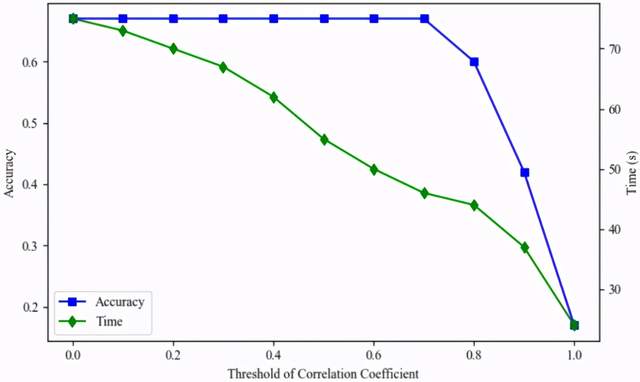 0.6
0.5
0.4
0.3
0.2
Accuracy
70
60
50
40
30
Time (s)
Accuracy
Time
0.0 0.2 0.4 0.6 0.8 1.0
Threshold of Correlation Coefficient